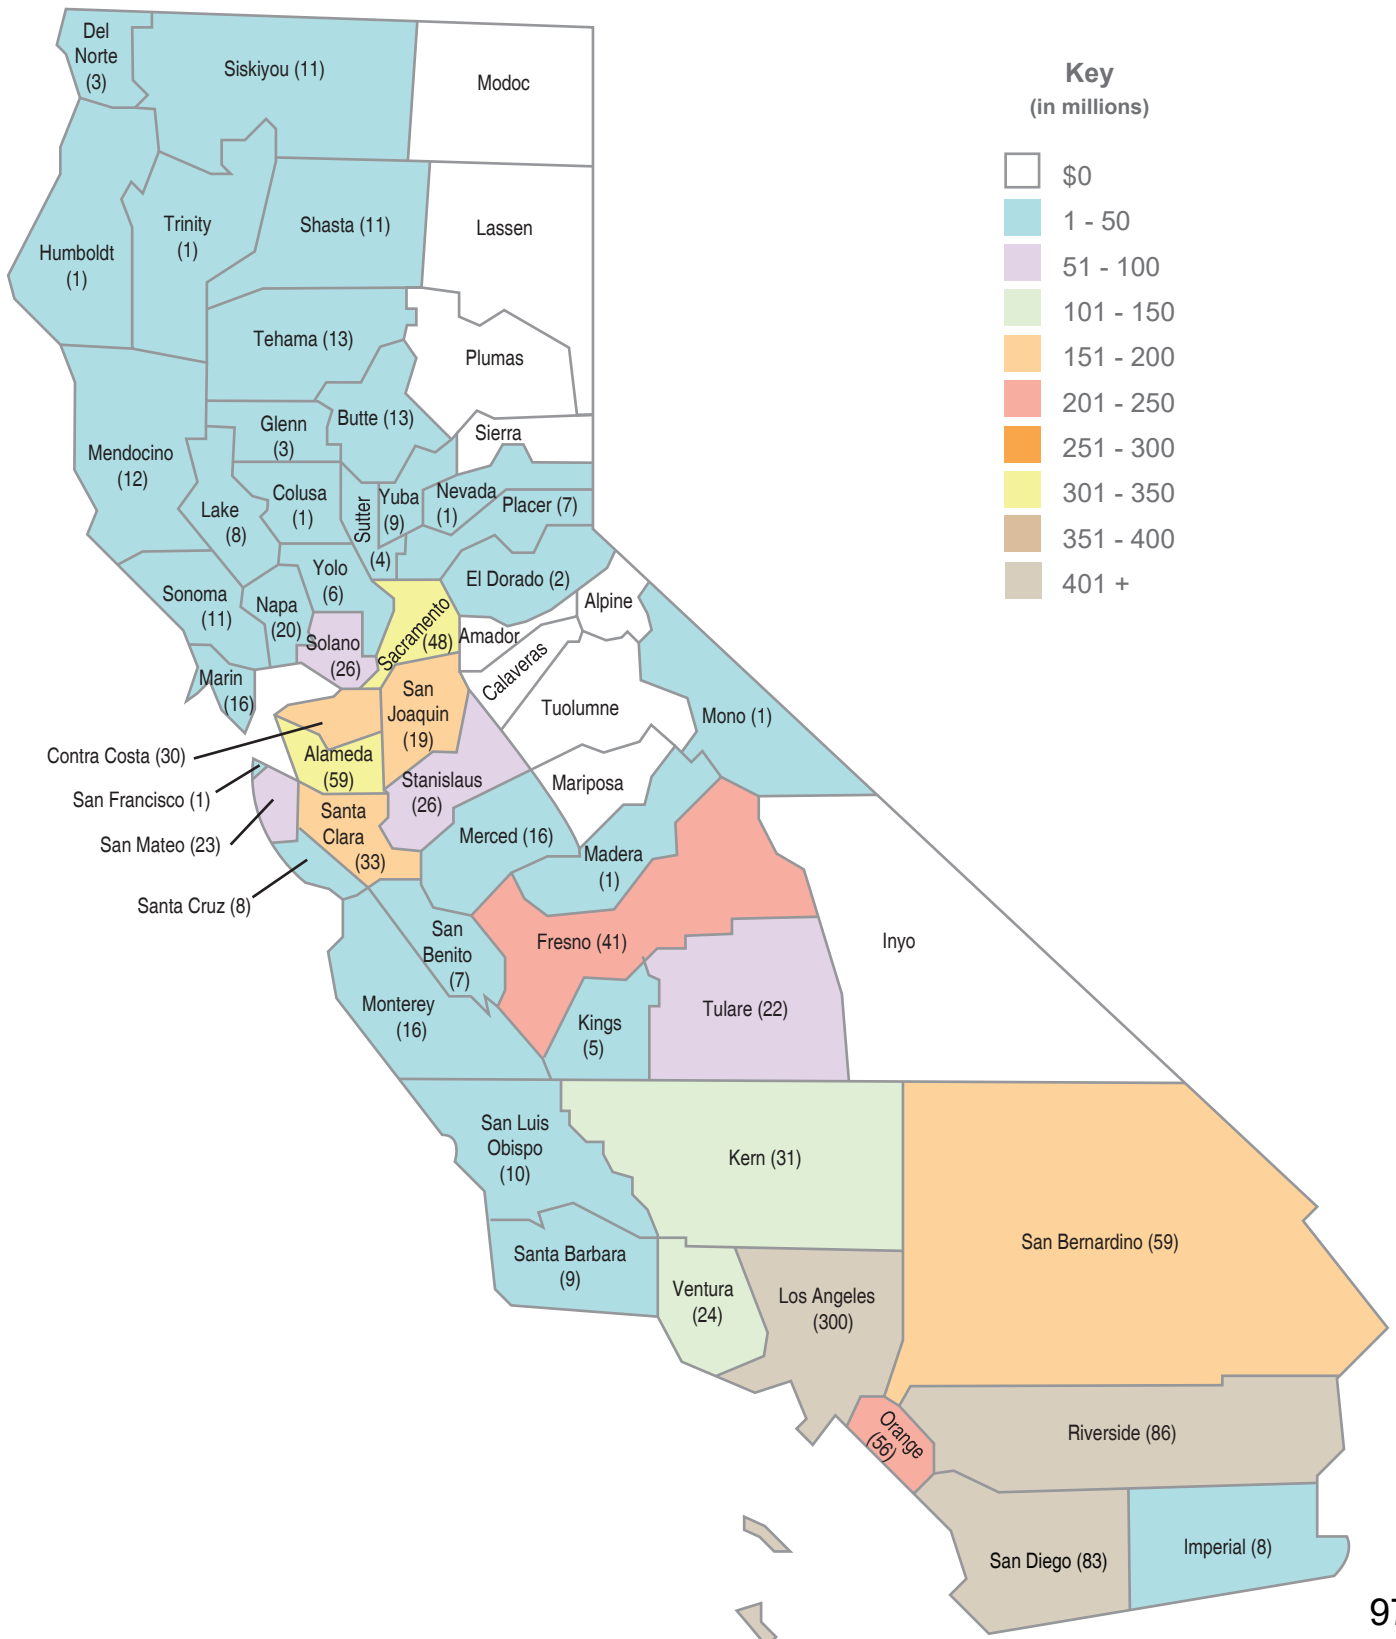 Del
Norte
(3)
Siskiyou (11)
Modoc
Key
(in millions)
$0
1 - 50
51 - 100
101 - 150
151 - 200
201 - 250
251 - 300
301 - 350
351 - 400
401 +
Humboldt
(1)
Trinity
(1)
Shasta (11)
Lassen
Tehama (13)
Plumas
Glenn
(3)
Butte (13)
Sierra
Mendocino
(12)
Lake
(8)
Colusa
(1)
Sutter
(4)
Yuba
(9)
Nevada
(1)
Placer (7)
Sonoma
(11)
Napa
(20)
Yolo
(6)
El Dorado (2)
Alpine
Solano
(26)
Sacramento
(48)
Amador
Calaveras
Marin
(16)
San
Joaquin
(19)
Tuolumne
Mono (1)
Contra Costa (30)
Alameda
(59)
Stanislaus
(26)
Mariposa
San Francisco (1)
San Mateo (23)
Santa
Clara
(33)
Merced (16)
Madera
(1)
Santa Cruz (8)
San
Benito
(7)
Fresno (41)
Inyo
Monterey
(16)
Kings
(5)
Tulare (22)
San Luis
Obispo
(10)
Kern (31)
San Bernardino (59)
Santa Barbara
(9)
Ventura
(24)
Los Angeles
(300)
Orange
(56)
Riverside (86)
San Diego (83)
Imperial (8)
97